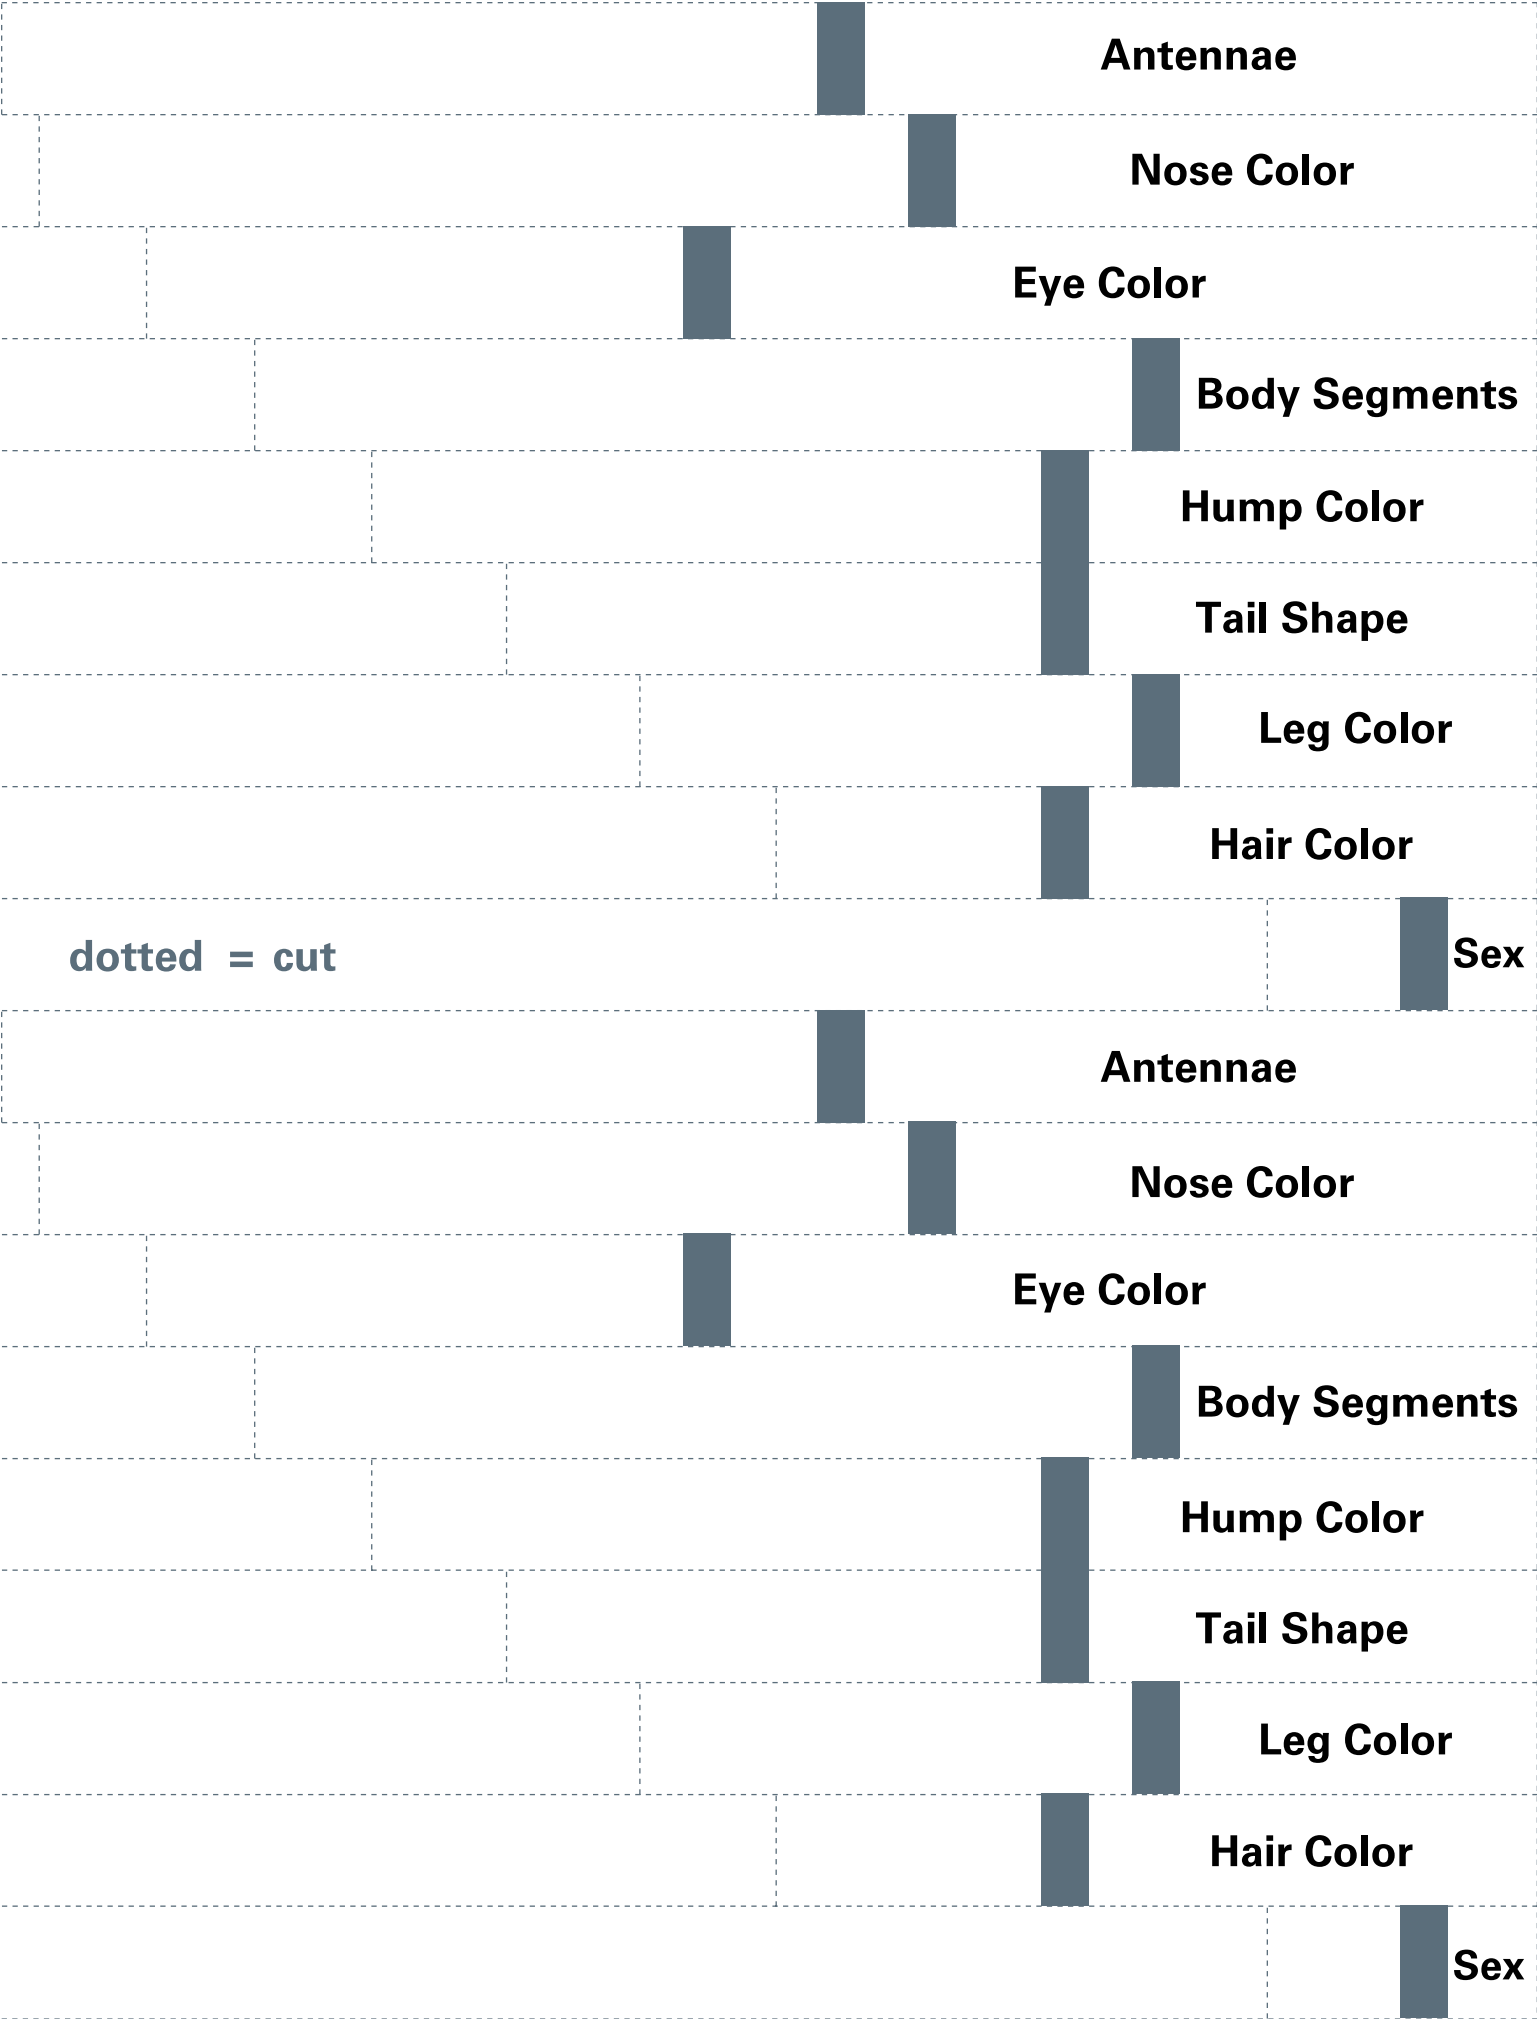 Antennae
Nose Color
Eye Color
Body Segments
Hump Color
Tail Shape
Leg Color
Hair Color
dotted = cut Sex
Antennae
Nose Color
Eye Color
Body Segments
Hump Color
Tail Shape
Leg Color
Hair Color
Sex